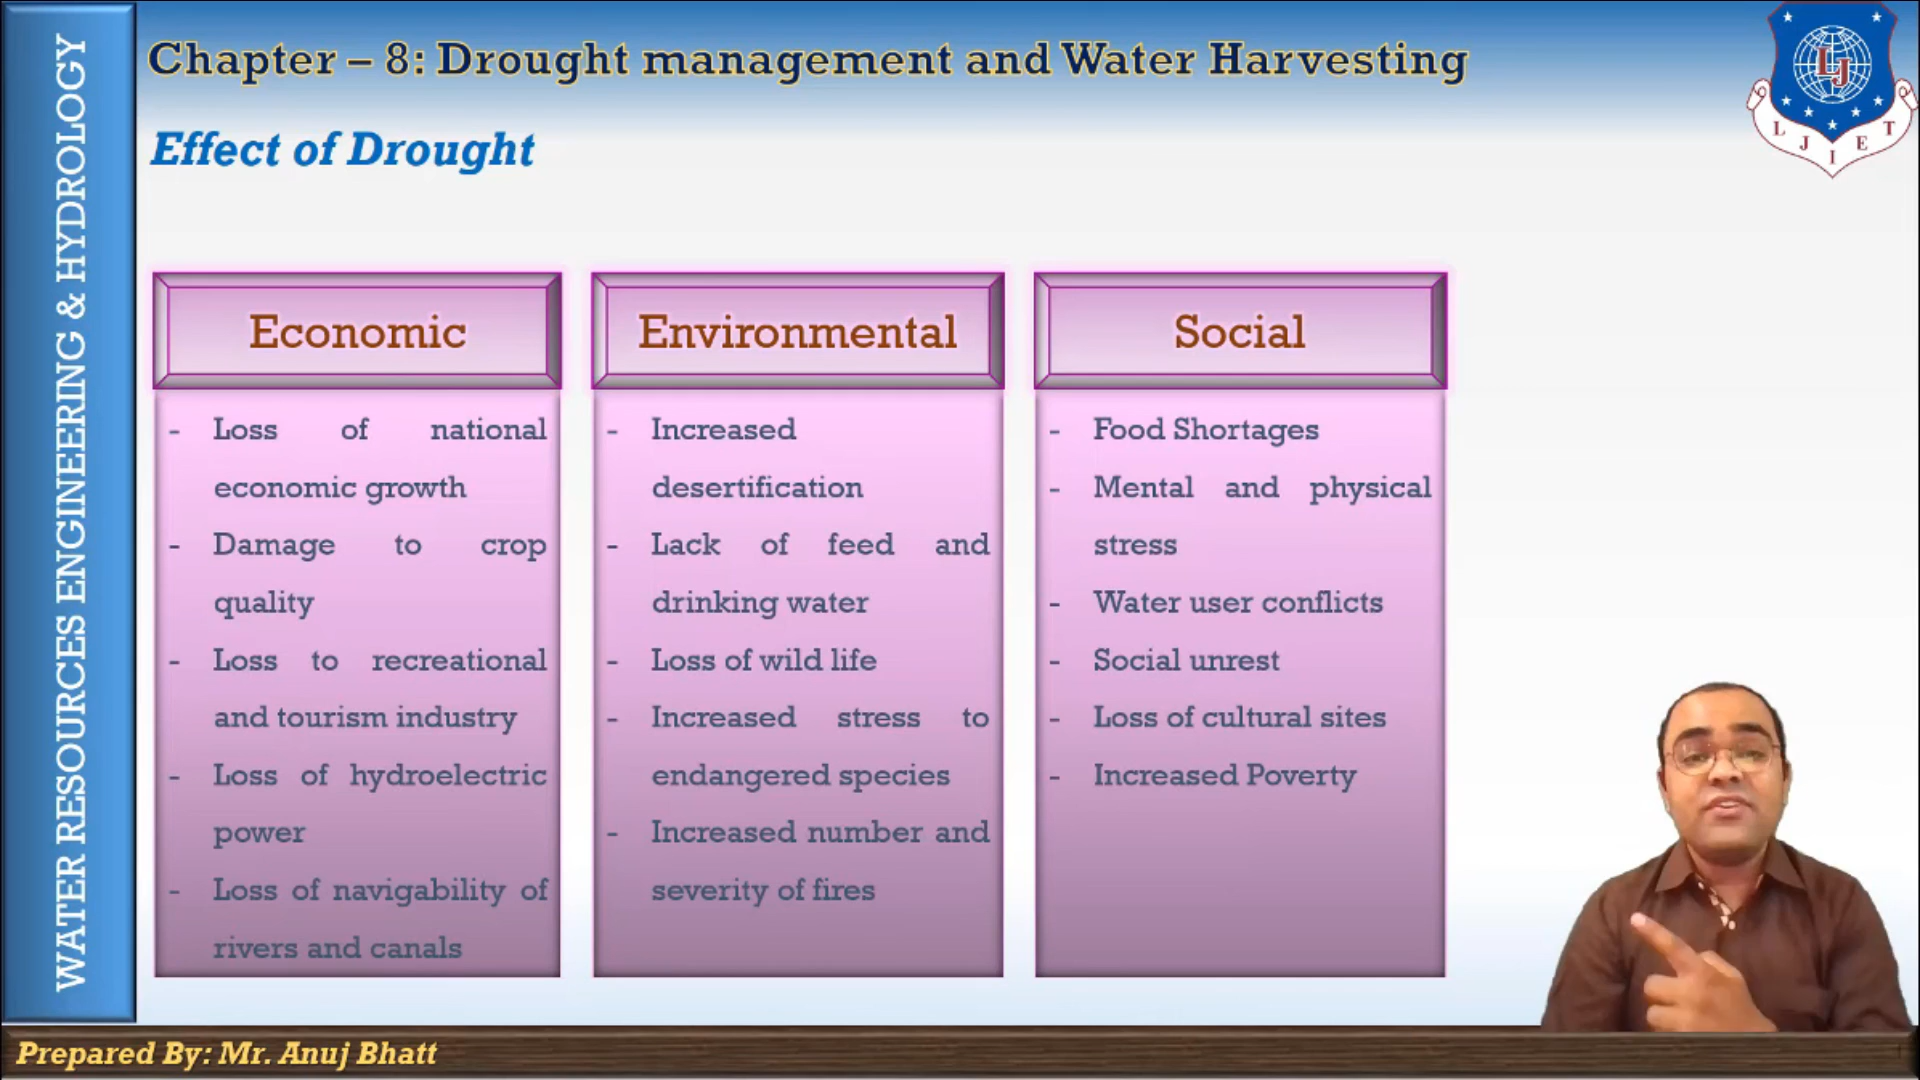 WATER RESOURCES ENGINEERING & HYDROLOGY
Chapter – 8: Drought management and Water Harvesting
LJ
L J I E T
Effect of Drought
Economic
- Loss of national
economic growth
- Damage to crop
quality
- Loss to recreational
and tourism industry
- Loss of hydroelectric
power
- Loss of navigability of
rivers and canals
Environmental
- Increased
desertification
- Lack of feed and
drinking water
- Loss of wild life
- Increased stress to
endangered species
- Increased number and
severity of fires
Social
- Food Shortages
- Mental and physical
stress
- Water user conflicts
- Social unrest
- Loss of cultural sites
- Increased Poverty
Prepared By: Mr. Anuj Bhatt